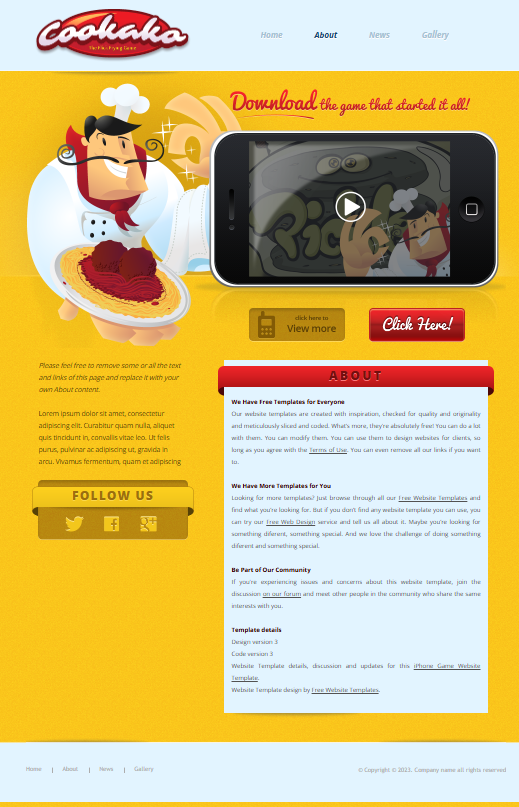 Cookako
The Fun Frying Game
Home About News Gallery
Download the game that started it all!
click here to
View more
Click Here!
Please feel free to remove some or all the text
and links of this page and replace it with your
own About content.
Lorem ipsum dolor sit amet, consectetur
adipiscing elit. Curabitur quam nulla, aliquet
quis tincidunt in, convallis vitae leo. Ut felis
purus, pulvinar ac adipiscing ut, gravida in
arcu. Vivamus fermentum, quam et adipiscing
FOLLOW US
ABOUT
We Have Free Templates for Everyone
Our website templates are created with inspiration, checked for quality and originality
and meticulously sliced and coded. What's more, they're absolutely free! You can do a lot
with them. You can modify them. You can use them to design websites for clients, so
long as you agree with the Terms of Use. You can even remove all our links if you want
to.
We Have More Templates for You
Looking for more templates? Just browse through all our Free Website Templates and
find what you're looking for. But if you don't find any website template you can use, you
can try our Free Web Design service and tell us all about it. Maybe you're looking for
something diferent, something special. And we love the challenge of doing something
diferent and something special.
Be Part of Our Community
If you're experiencing issues and concerns about this website template, join the
discussion on our forum and meet other people in the community who share the same
interests with you.
Template details
Design version 3
Code version 3
Website Template details, discussion and updates for this iPhone Game Website
Template.
Website Template design by Free Website Templates.
Home | About | News | Gallery
© Copyright © 2023. Company name all rights reserved